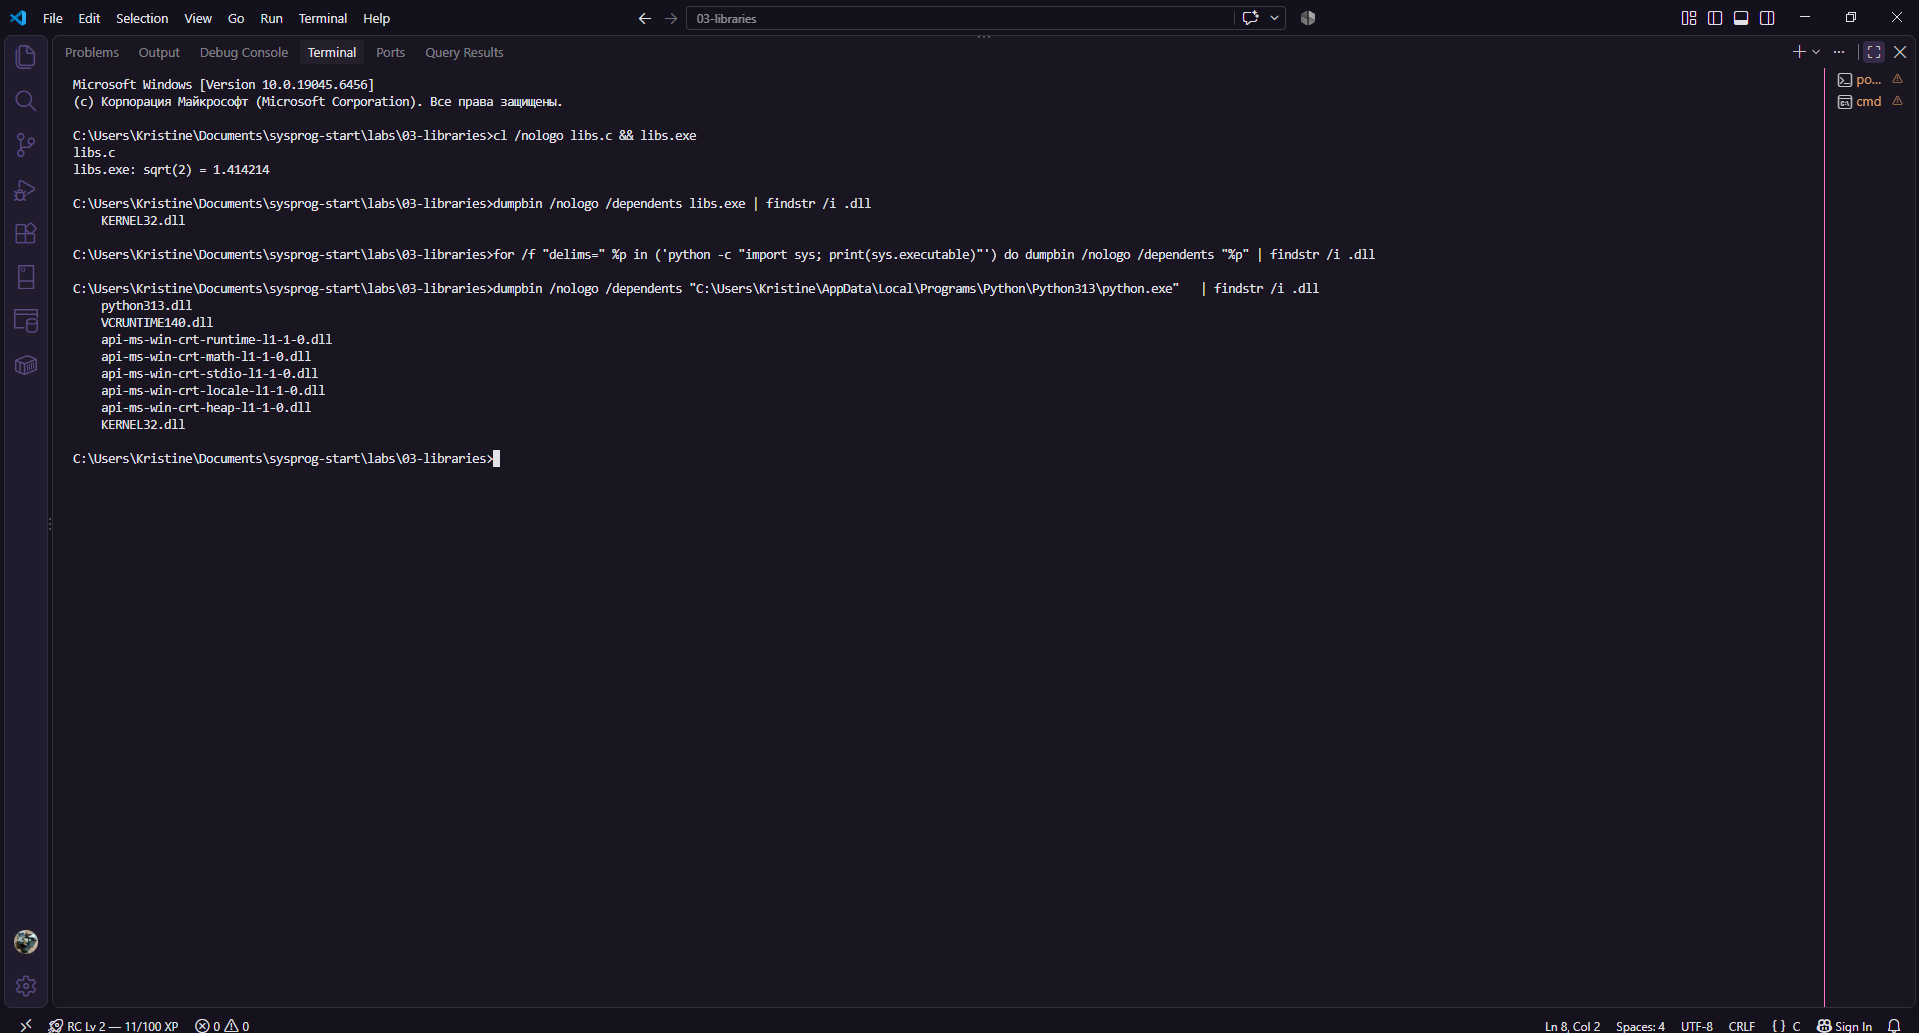 File Edit Selection View Go Run Terminal Help
03-libraries
Problems Output Debug Console Terminal Ports Query Results
po...
cmd
Microsoft Windows [Version 10.0.19045.6456]
(c) Корпорация Майкрософт (Microsoft Corporation). Все права защищены.
C:\Users\Kristine\Documents\sysprog-start\labs\03-libraries>cl /nologo libs.c && libs.exe
libs.c
libs.exe: sqrt(2) = 1.414214
C:\Users\Kristine\Documents\sysprog-start\labs\03-libraries>dumpbin /nologo /dependents libs.exe | findstr /i .dll
    KERNEL32.dll
C:\Users\Kristine\Documents\sysprog-start\labs\03-libraries>for /f "delims=" %p in ('python -c "import sys; print(sys.executable)"') do dumpbin /nologo /dependents "%p" | findstr /i .dll
C:\Users\Kristine\Documents\sysprog-start\labs\03-libraries>dumpbin /nologo /dependents "C:\Users\Kristine\AppData\Local\Programs\Python\Python313\python.exe"   | findstr /i .dll
    python313.dll
    VCRUNTIME140.dll
    api-ms-win-crt-runtime-l1-1-0.dll
    api-ms-win-crt-math-l1-1-0.dll
    api-ms-win-crt-stdio-l1-1-0.dll
    api-ms-win-crt-locale-l1-1-0.dll
    api-ms-win-crt-heap-l1-1-0.dll
    KERNEL32.dll
C:\Users\Kristine\Documents\sysprog-start\labs\03-libraries>
RC Lv 2 — 11/100 XP 0 0 Ln 8, Col 2 Spaces: 4 UTF-8 CRLF { } C Sign In